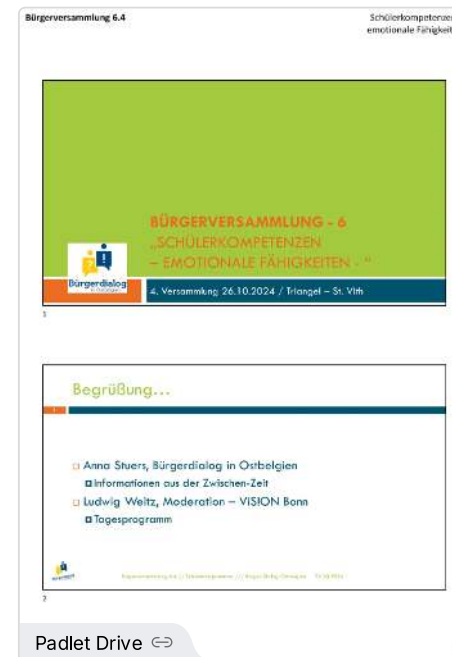 Bürgerversammlung 6.4
Schülerkompetenzen
emotionale Fähigkeit
BÜRGERVERSAMMLUNG - 6
„SCHÜLERKOMPETENZEN
– EMOTIONALE FÄHIGKEITEN - “
Bürgerdialog
in Ostbelgien
4. Versammlung 26.10.2024 / Triangel – St. Vith
1
Begrüßung...
Anna Stuers, Bürgerdialog in Ostbelgien
Informationen aus der Zwischen-Zeit
Ludwig Weitz, Moderation – ViSION Bonn
Tagesprogramm
2
Padlet Drive